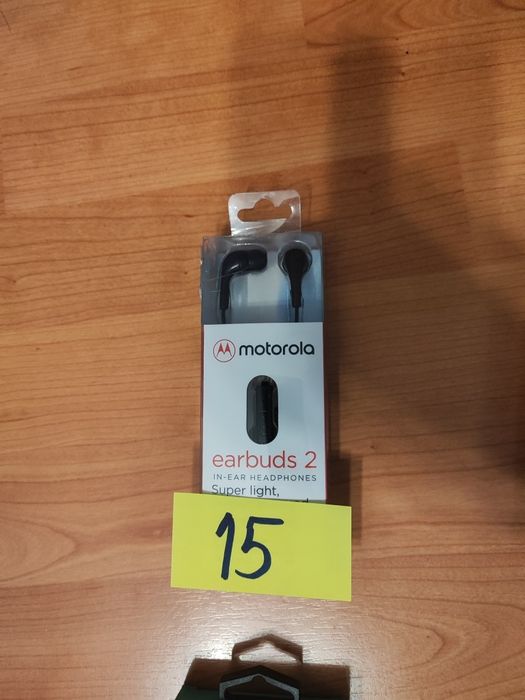 motorola
earbuds 2
IN-EAR HEADPHONES
Super light,
15